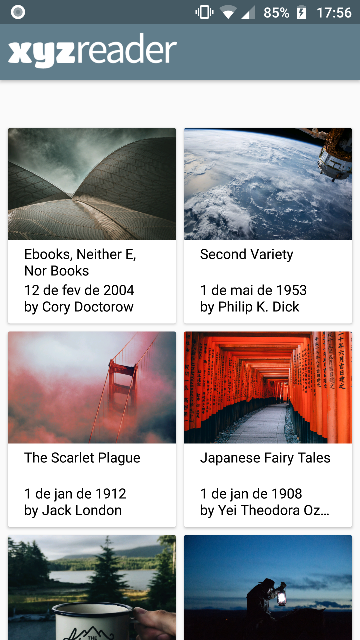 85% 17:56
xyzreader
Ebooks, Neither E,
Nor Books
12 de fev de 2004
by Cory Doctorow
Second Variety
1 de mai de 1953
by Philip K. Dick
The Scarlet Plague
1 de jan de 1912
by Jack London
Japanese Fairy Tales
1 de jan de 1908
by Yei Theodora Oz...
THE